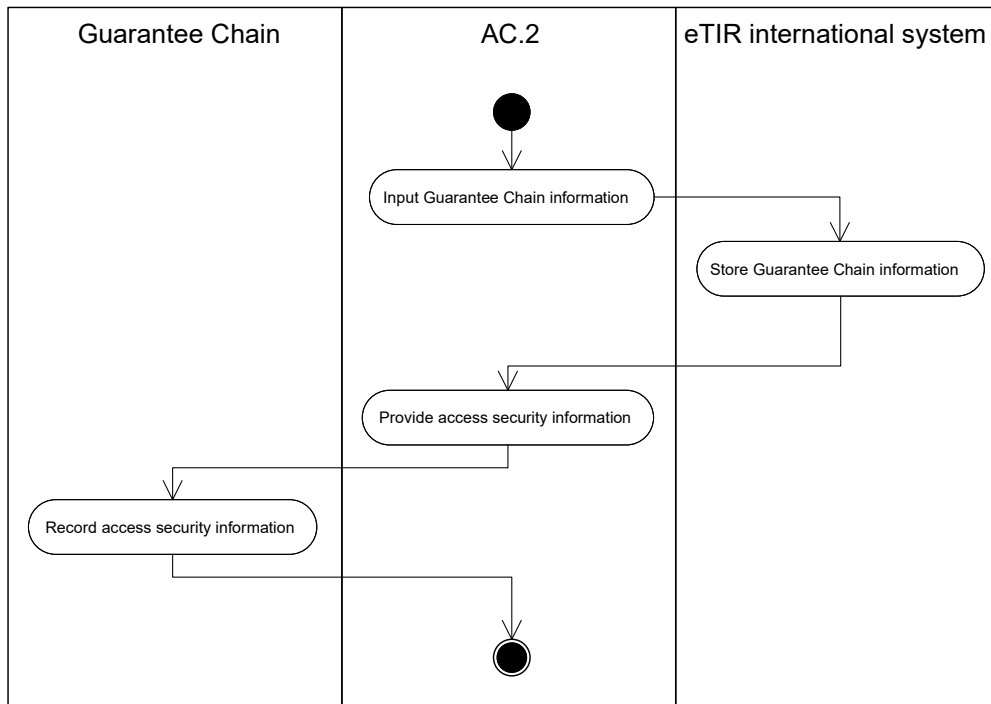 Guarantee Chain
AC.2
eTIR international system
Input Guarantee Chain information
Store Guarantee Chain information
Provide access security information
Record access security information